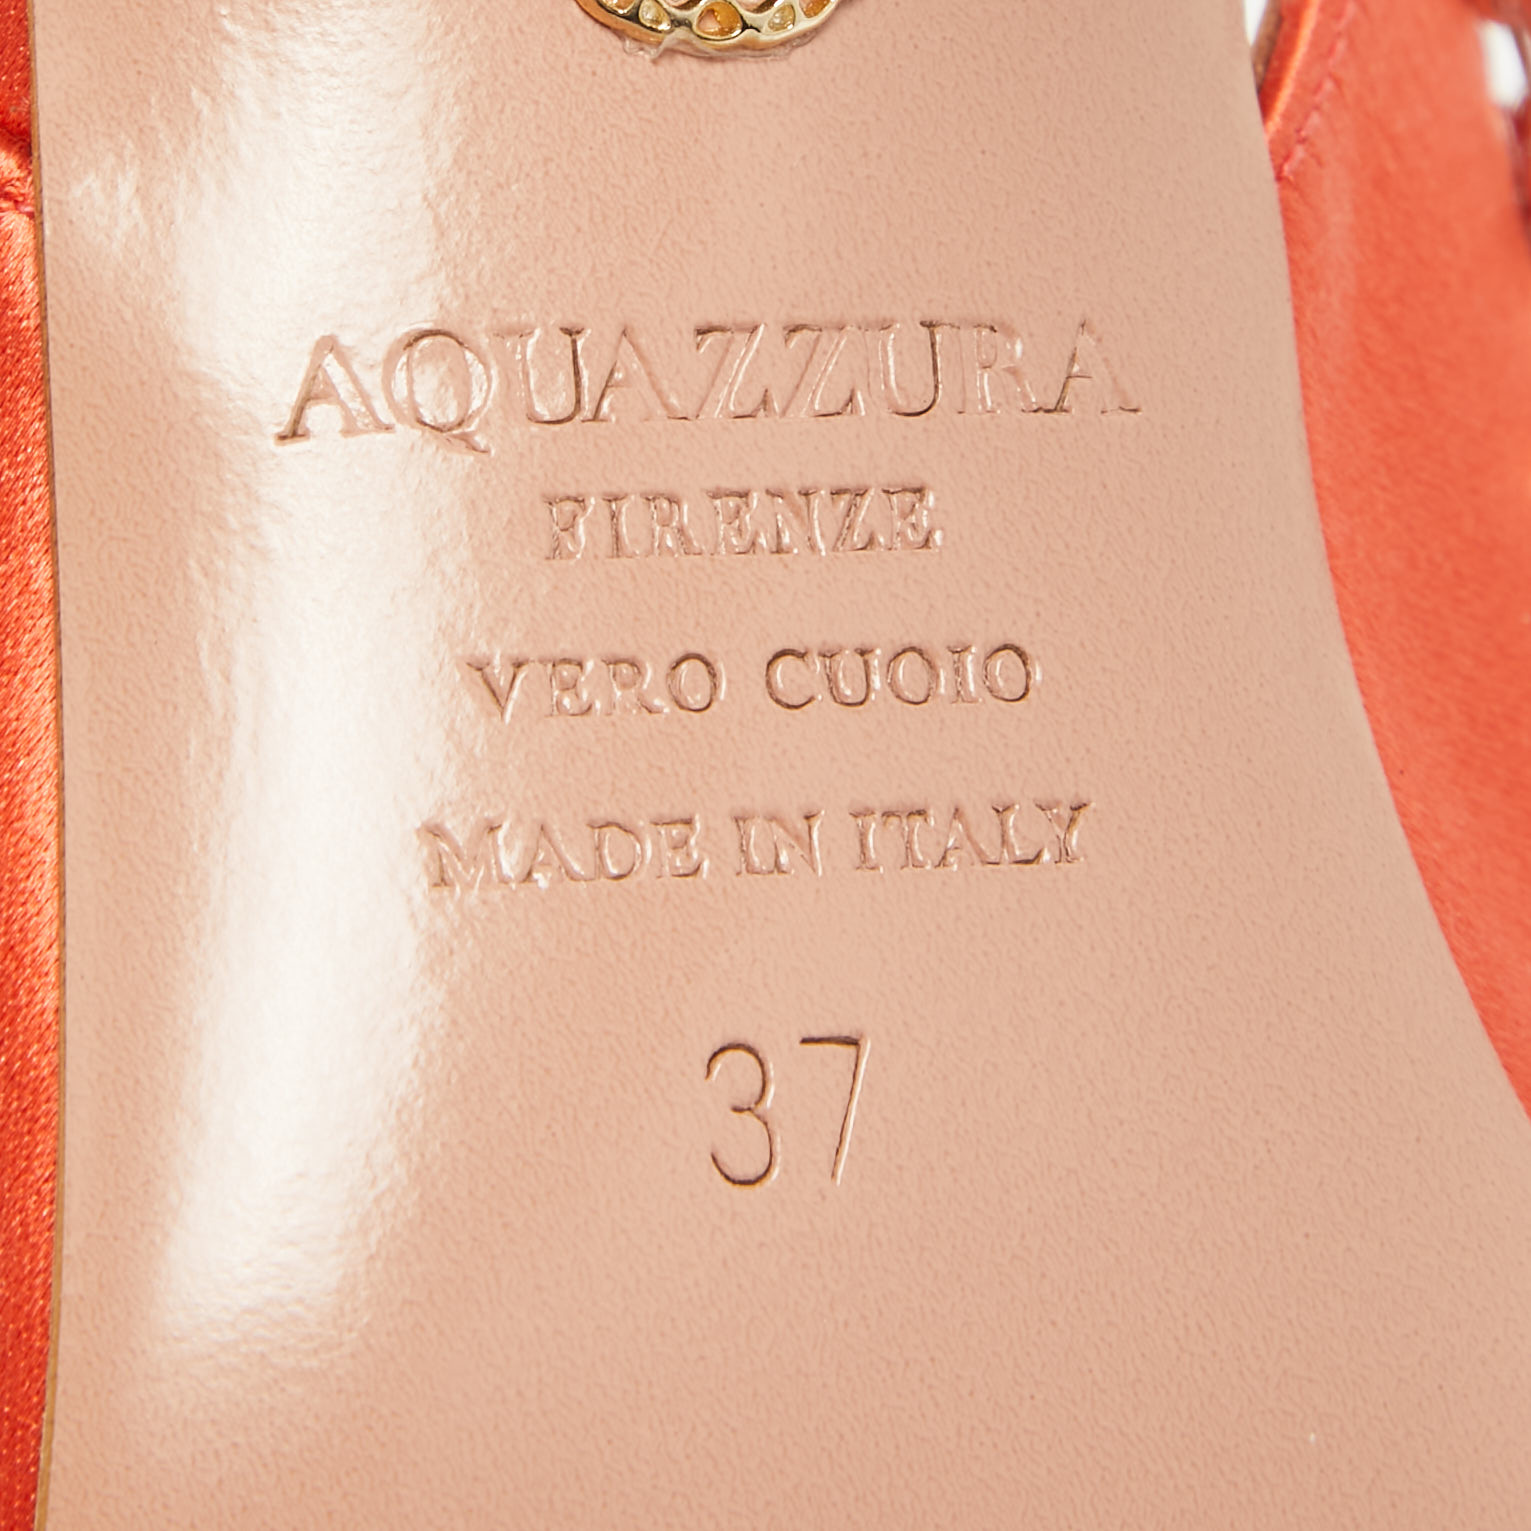 AQUAZZURA
FIRENZE
VERO CUOIO
MADE IN ITALY
37